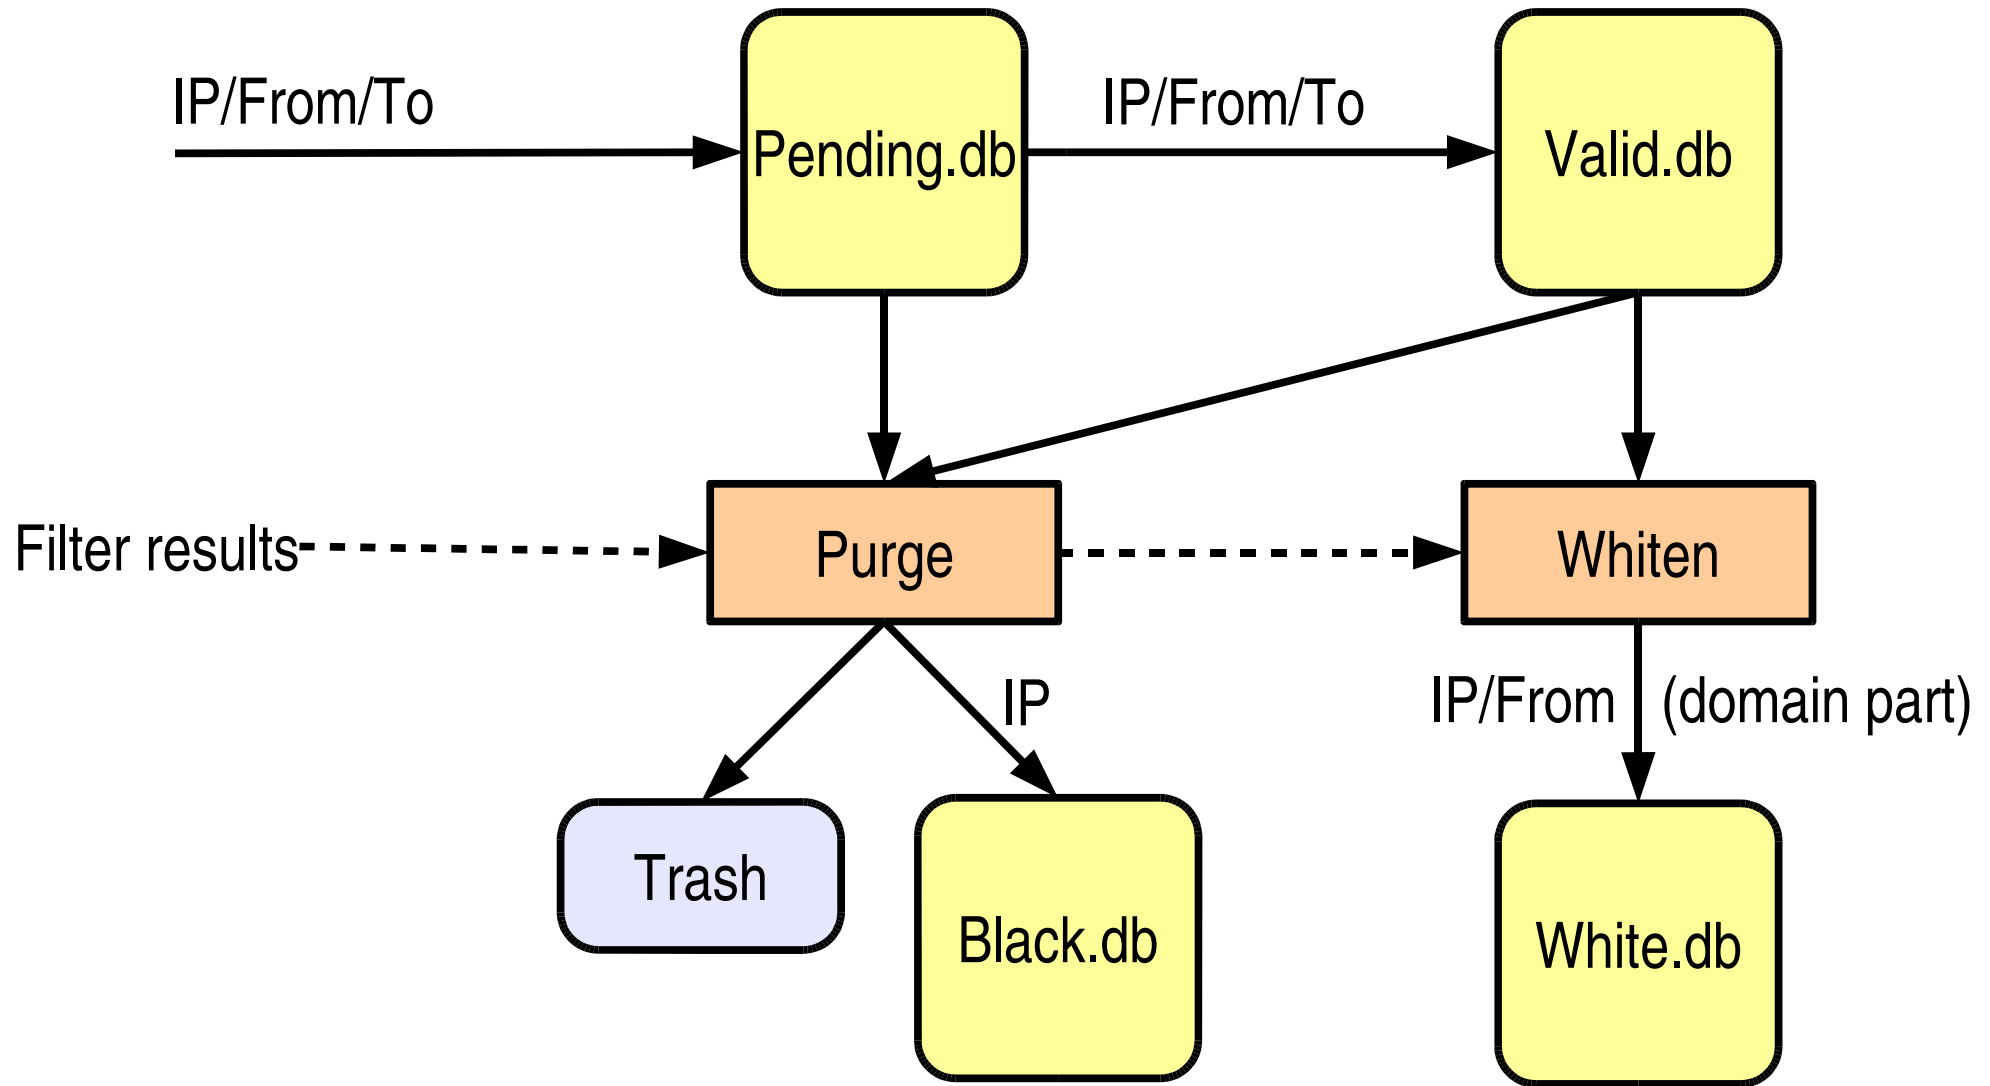 IP/From/To
IP/From/To
Pending.db
Valid.db
Filter results
Purge
Whiten
IP
IP/From (domain part)
Trash
Black.db
White.db